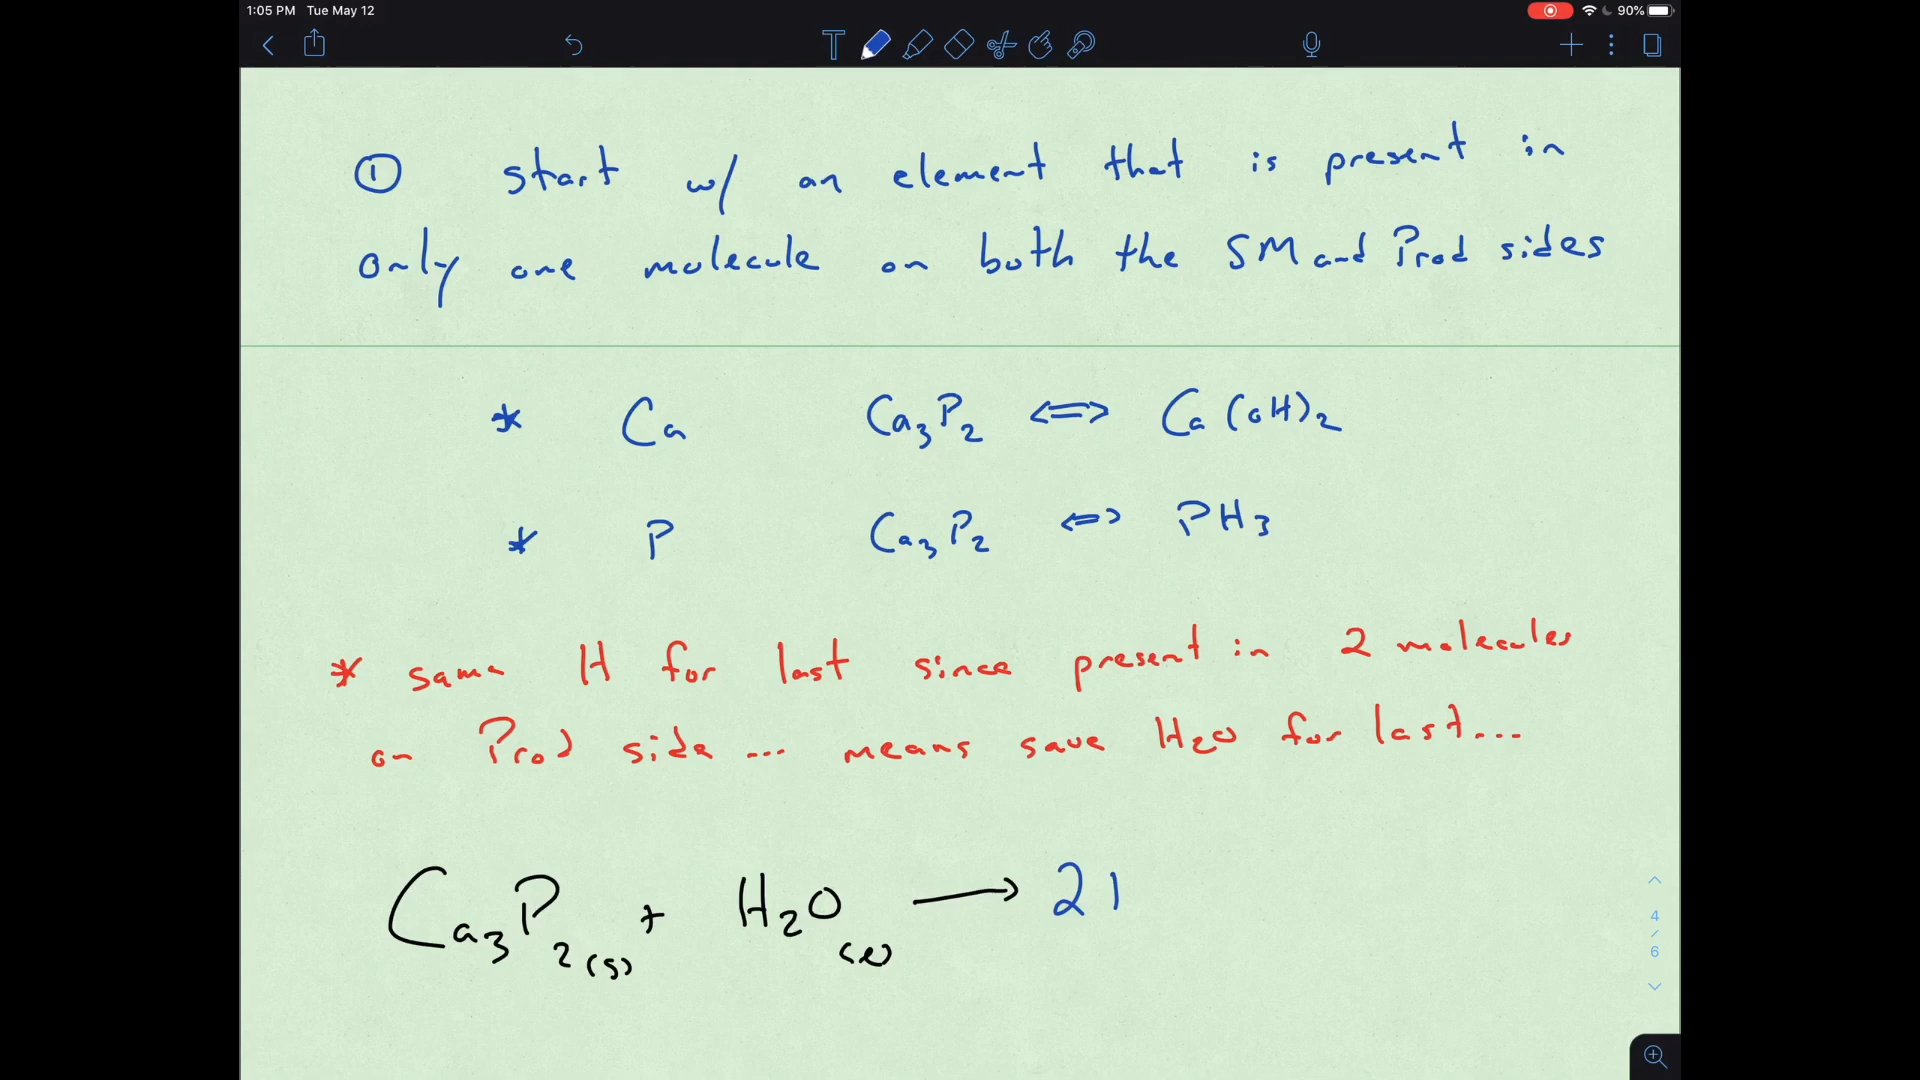 1:05 PM Tue May 12
90%
① start w/ an element that is present in
only one molecule on both the SM and Prod sides
* Ca Ca₃P₂ ⇔ Ca(OH)₂
* P Ca₃P₂ ⇔ PH₃
* same H for last since present in 2 molecules
on Prod side ... means save H₂O for last...
Ca₃P₂(s) + H₂O(l) → 2 I
4
/
6